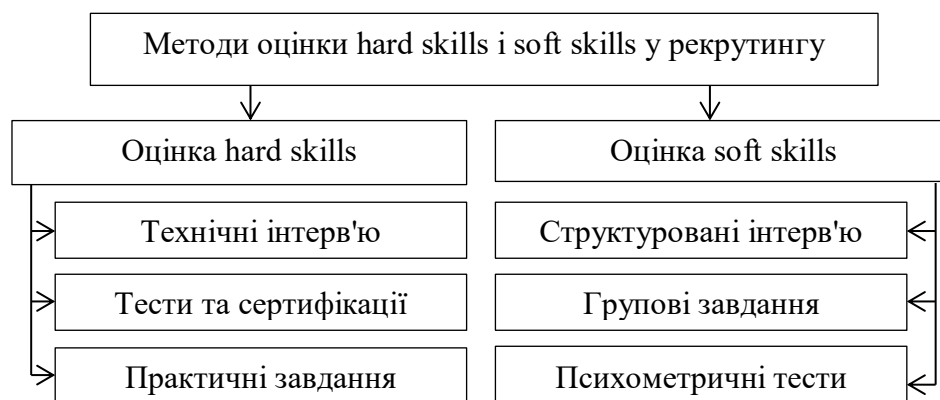 Методи оцінки hard skills і soft skills у рекрутингу
Оцінка hard skills
Оцінка soft skills
Технічні інтерв'ю
Структуровані інтерв'ю
Тести та сертифікації
Групові завдання
Практичні завдання
Психометричні тести